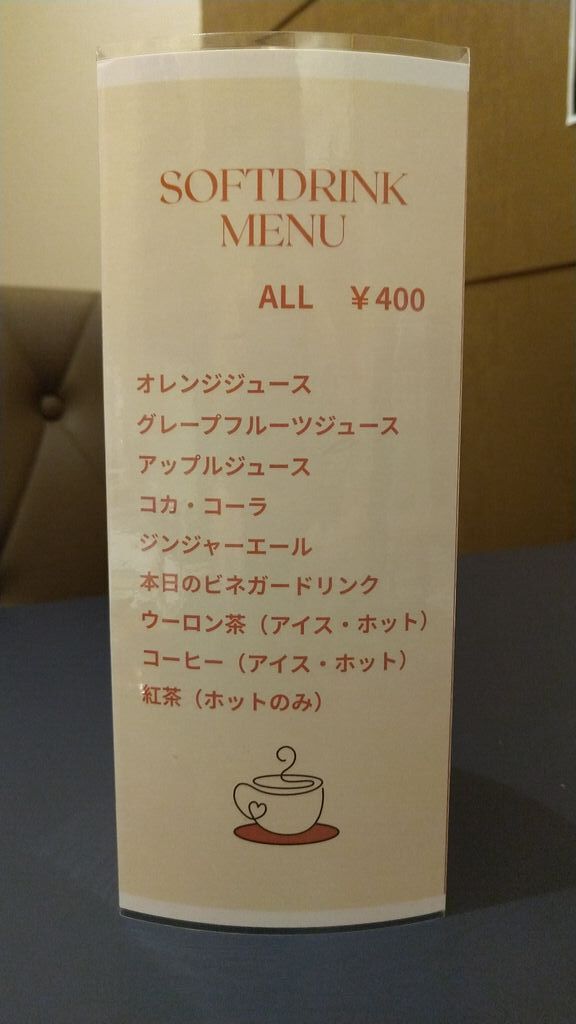 SOFTDRINK
MENU
ALL ￥400
オレンジジュース
グレープフルーツジュース
アップルジュース
コカ・コーラ
ジンジャーエール
本日のビネガードリンク
ウーロン茶（アイス・ホット）
コーヒー（アイス・ホット）
紅茶（ホットのみ）